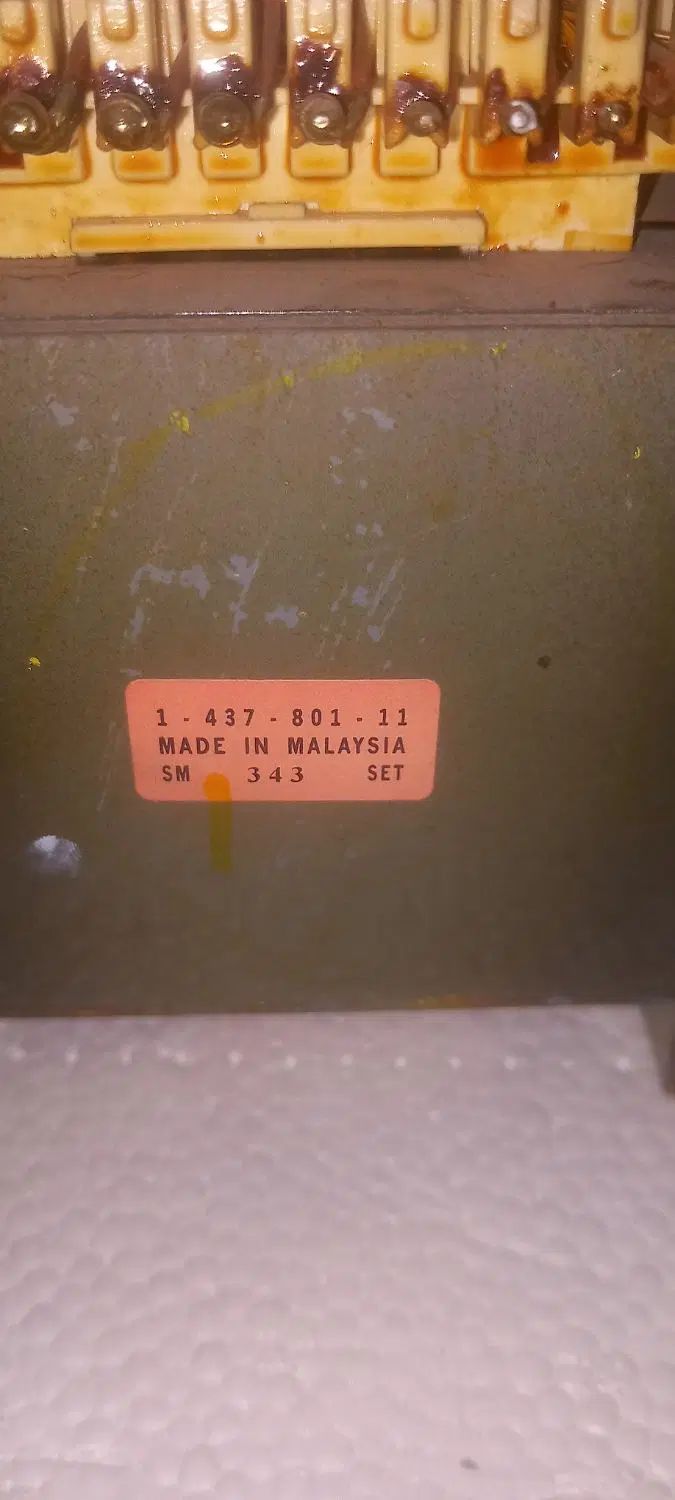 1 - 437 - 801 - 11
MADE IN MALAYSIA
SM 343 SET